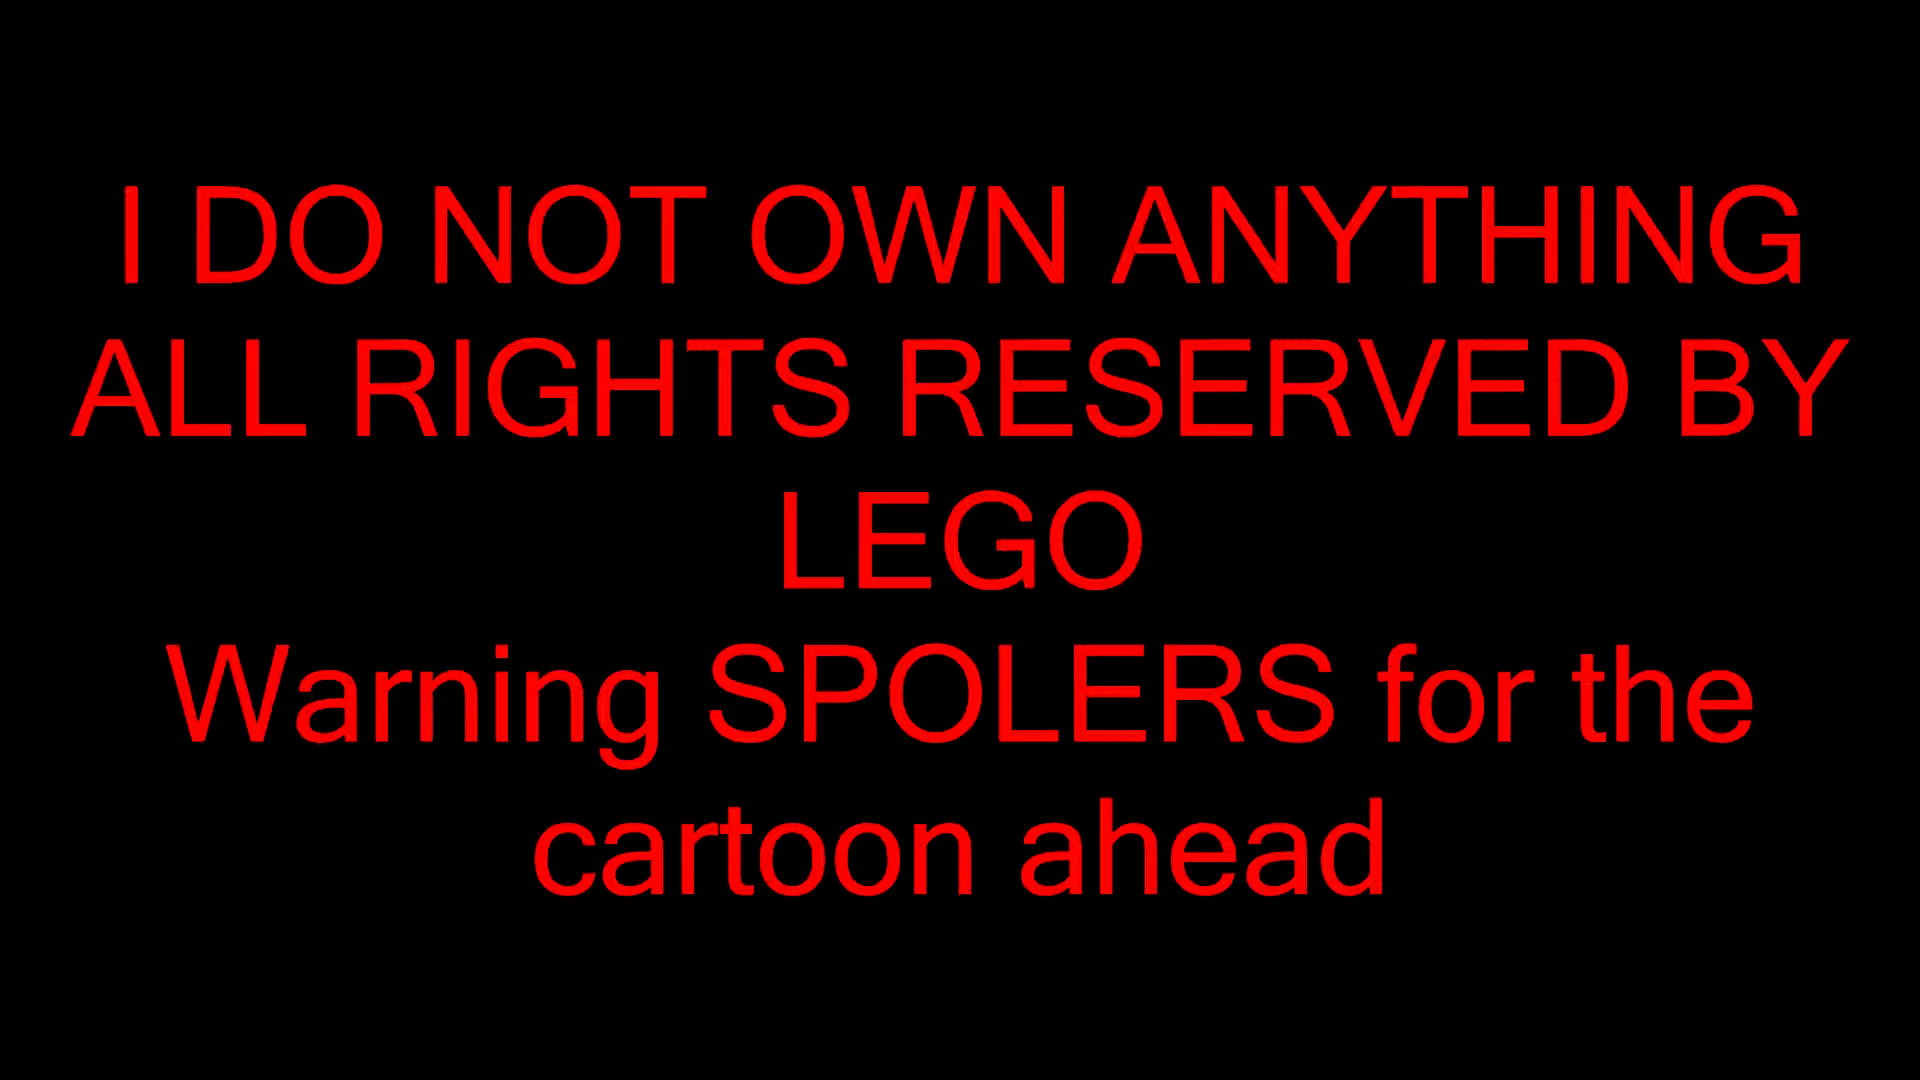 I DO NOT OWN ANYTHING
ALL RIGHTS RESERVED BY
LEGO
Warning SPOLERS for the
cartoon ahead